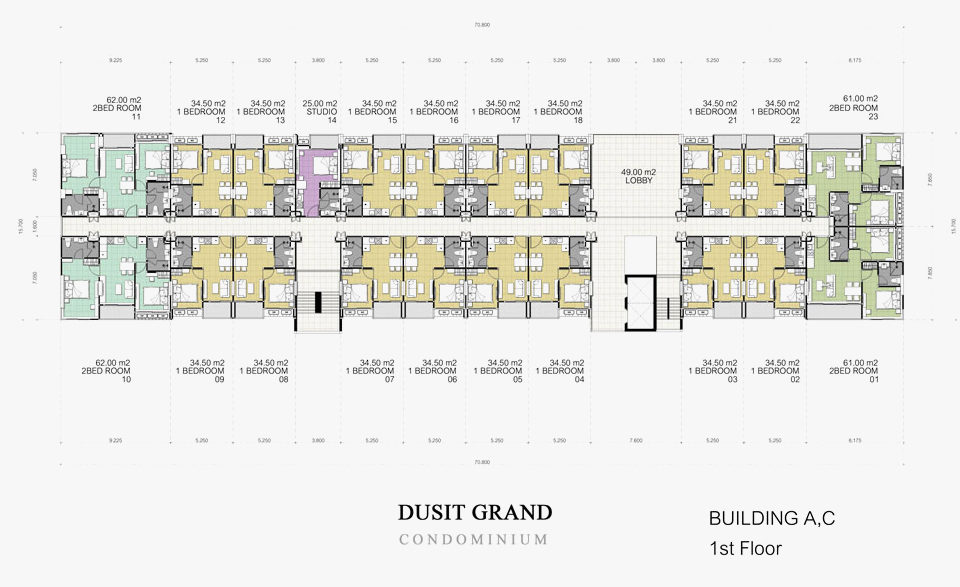 70.800
9.225 5.250 5.250 3.800 5.250 5.250 5.250 5.250 3.800 3.800 5.250 5.250 6.175
62.00 m2
2BED ROOM
11
34.50 m2
1 BEDROOM
12
34.50 m2
1 BEDROOM
13
25.00 m2
STUDIO
14
34.50 m2
1 BEDROOM
15
34.50 m2
1 BEDROOM
16
34.50 m2
1 BEDROOM
17
34.50 m2
1 BEDROOM
18
34.50 m2
1 BEDROOM
21
34.50 m2
1 BEDROOM
22
61.00 m2
2BED ROOM
23
49.00 m2
LOBBY
15.700
7.050
1.600
7.050
7.850
7.850
15.700
62.00 m2
2BED ROOM
10
34.50 m2
1 BEDROOM
09
34.50 m2
1 BEDROOM
08
34.50 m2
1 BEDROOM
07
34.50 m2
1 BEDROOM
06
34.50 m2
1 BEDROOM
05
34.50 m2
1 BEDROOM
04
34.50 m2
1 BEDROOM
03
34.50 m2
1 BEDROOM
02
61.00 m2
2BED ROOM
01
9.225 5.250 5.250 3.800 5.250 5.250 5.250 5.250 7.600 5.250 5.250 6.175
70.800
DUSIT GRAND
CONDOMINIUM
BUILDING A,C
1st Floor